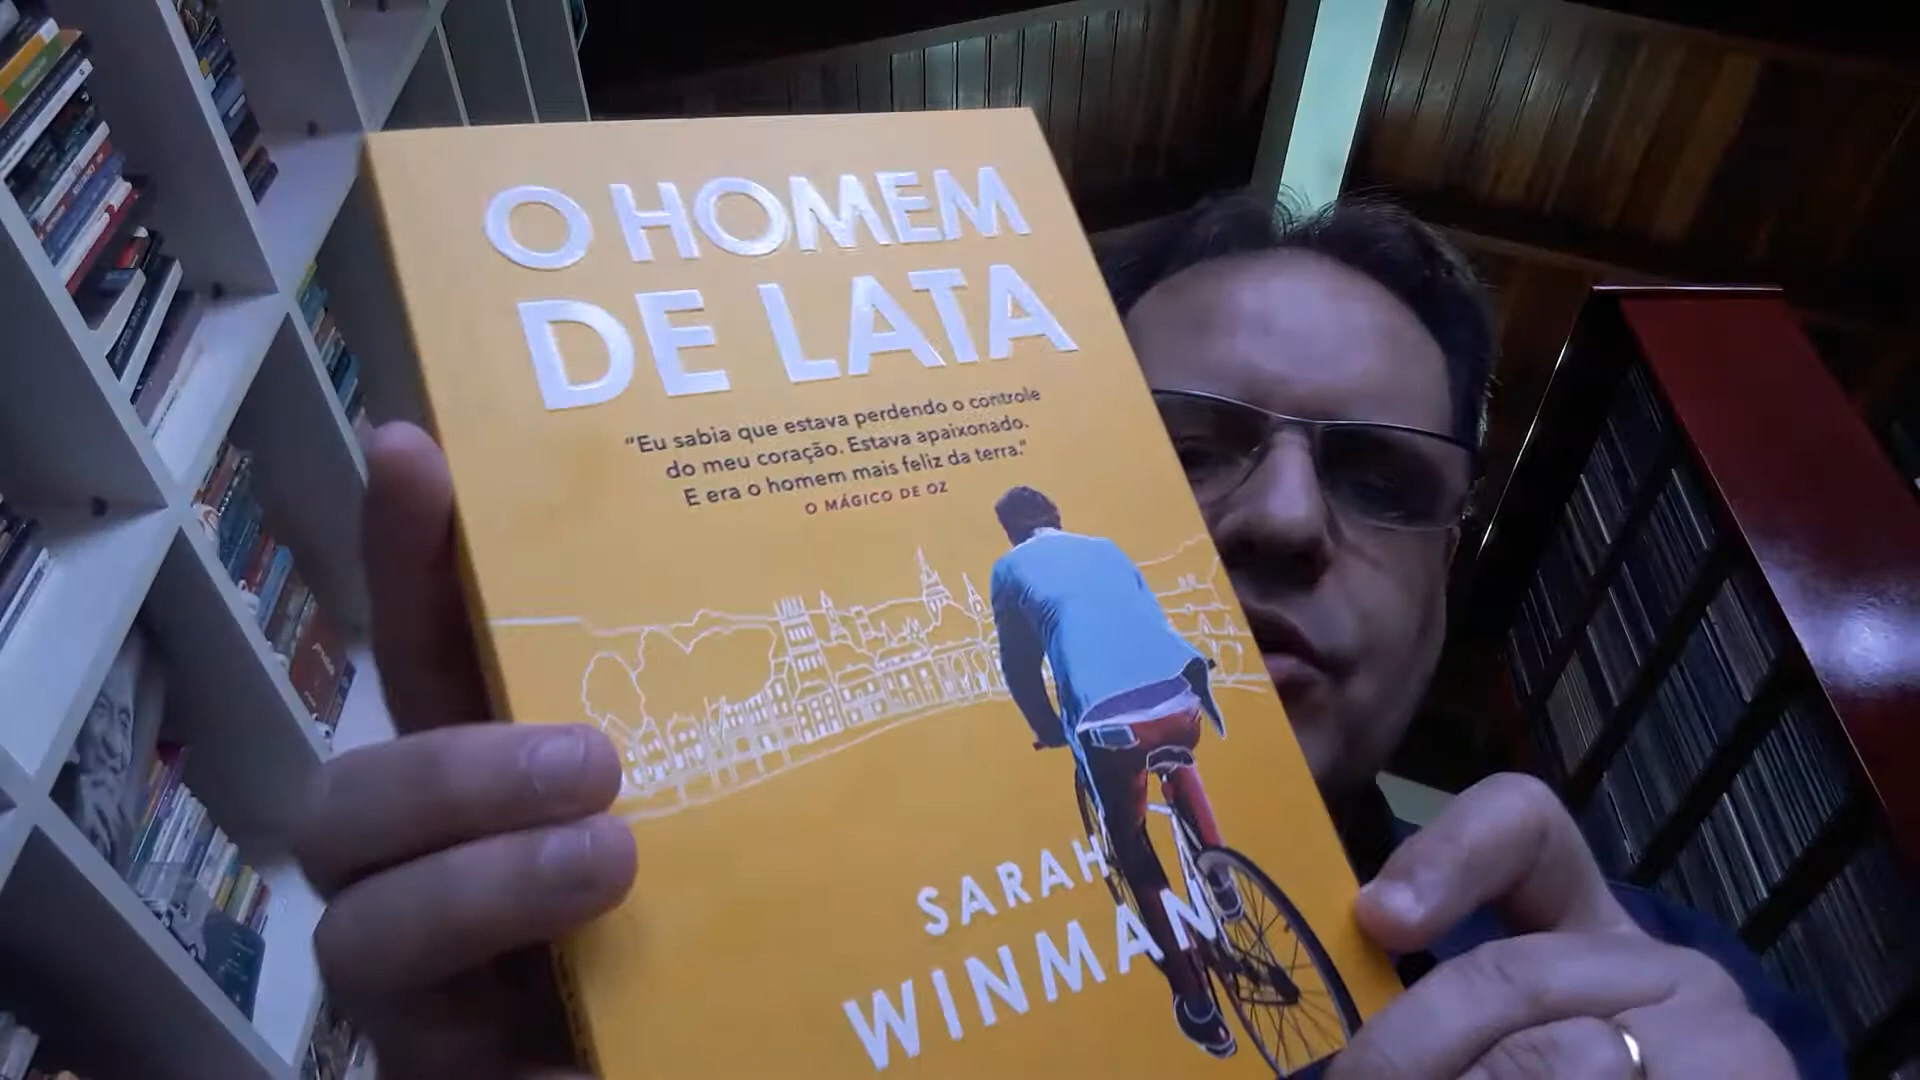 O HOMEM
DE LATA
“Eu sabia que estava perdendo o controle
do meu coração. Estava apaixonado.
E era o homem mais feliz da terra.”
O MÁGICO DE OZ
SARAH
WINMAN